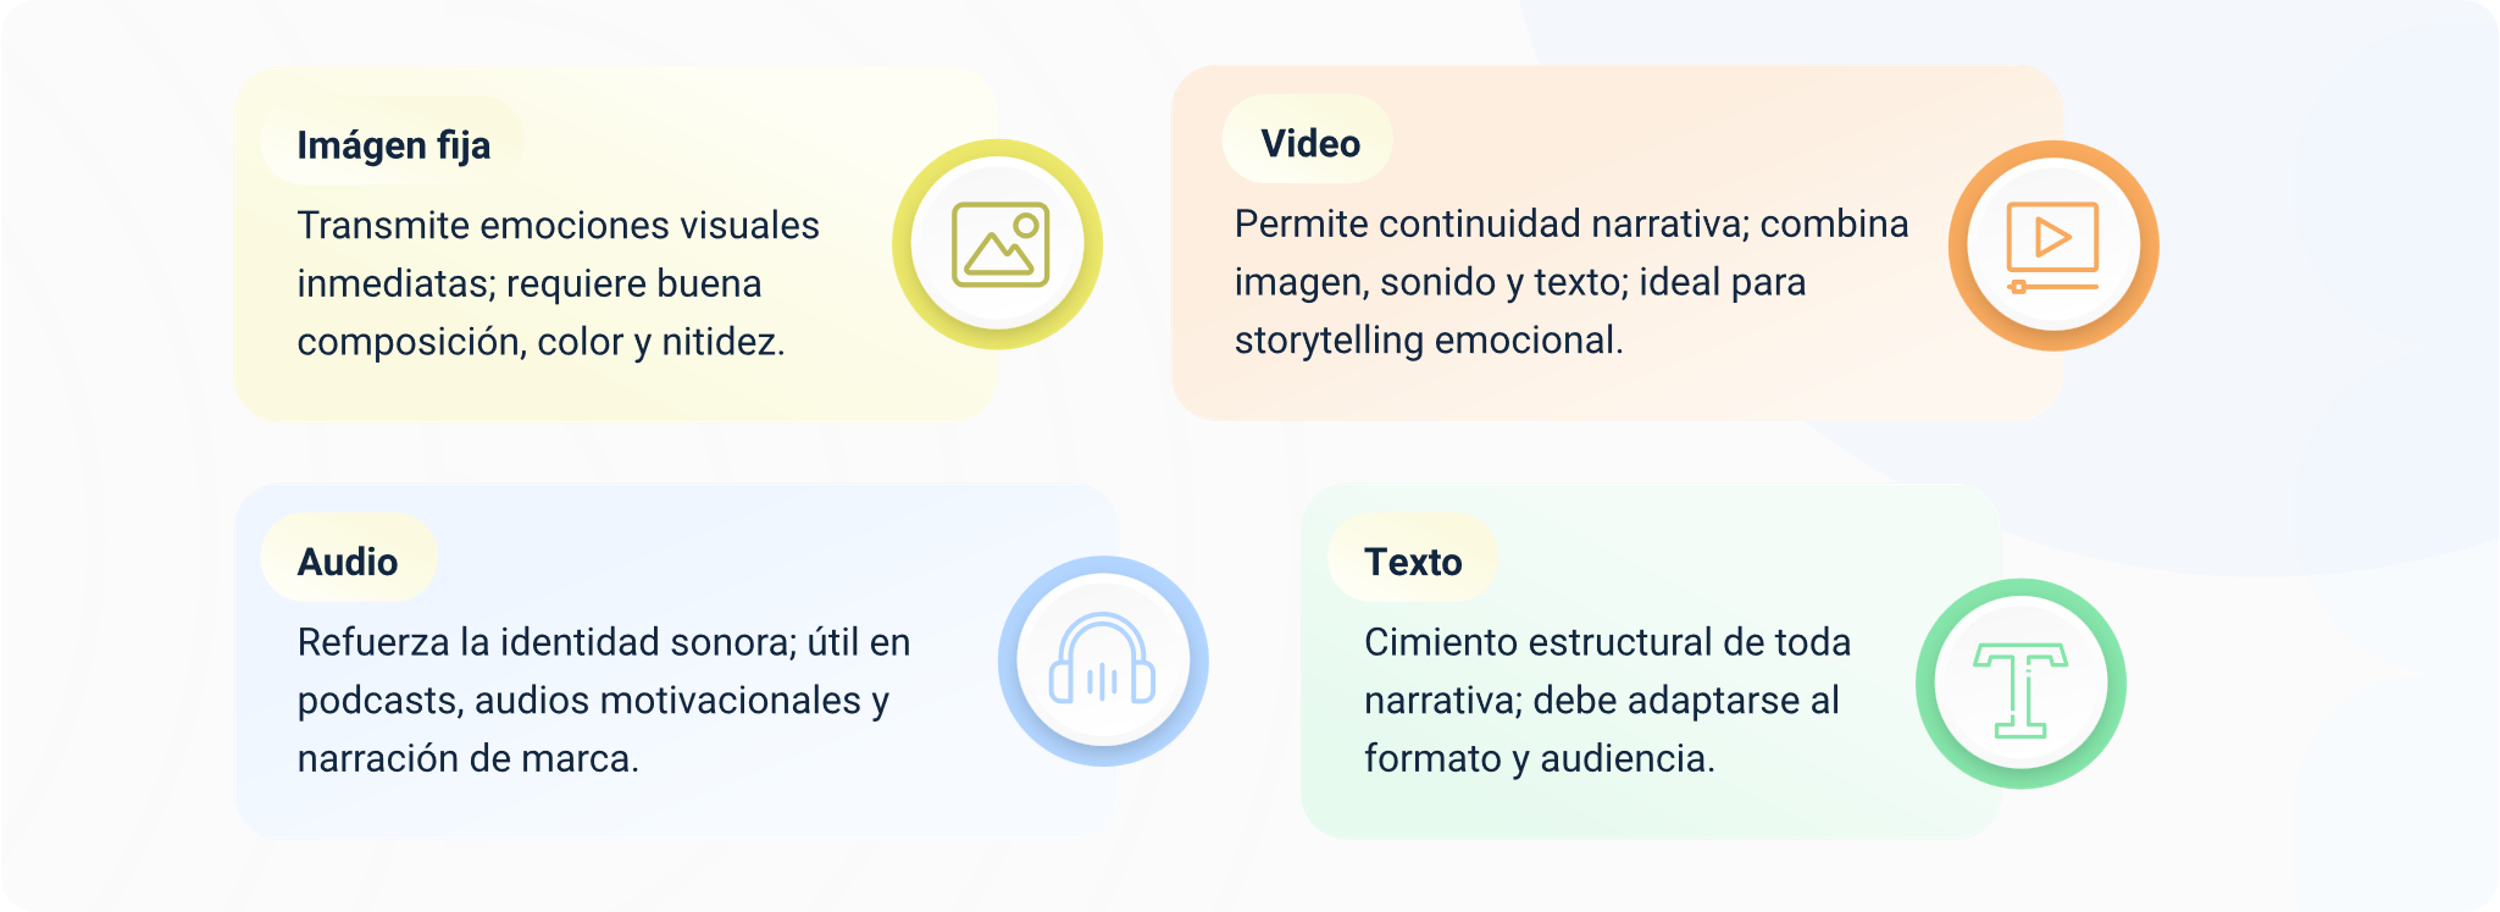 Imágen fija
Transmite emociones visuales
inmediatas; requiere buena
composición, color y nitidez.
Video
Permite continuidad narrativa; combina
imagen, sonido y texto; ideal para
storytelling emocional.
Audio
Refuerza la identidad sonora; útil en
podcasts, audios motivacionales y
narración de marca.
Texto
Cimiento estructural de toda
narrativa; debe adaptarse al
formato y audiencia.